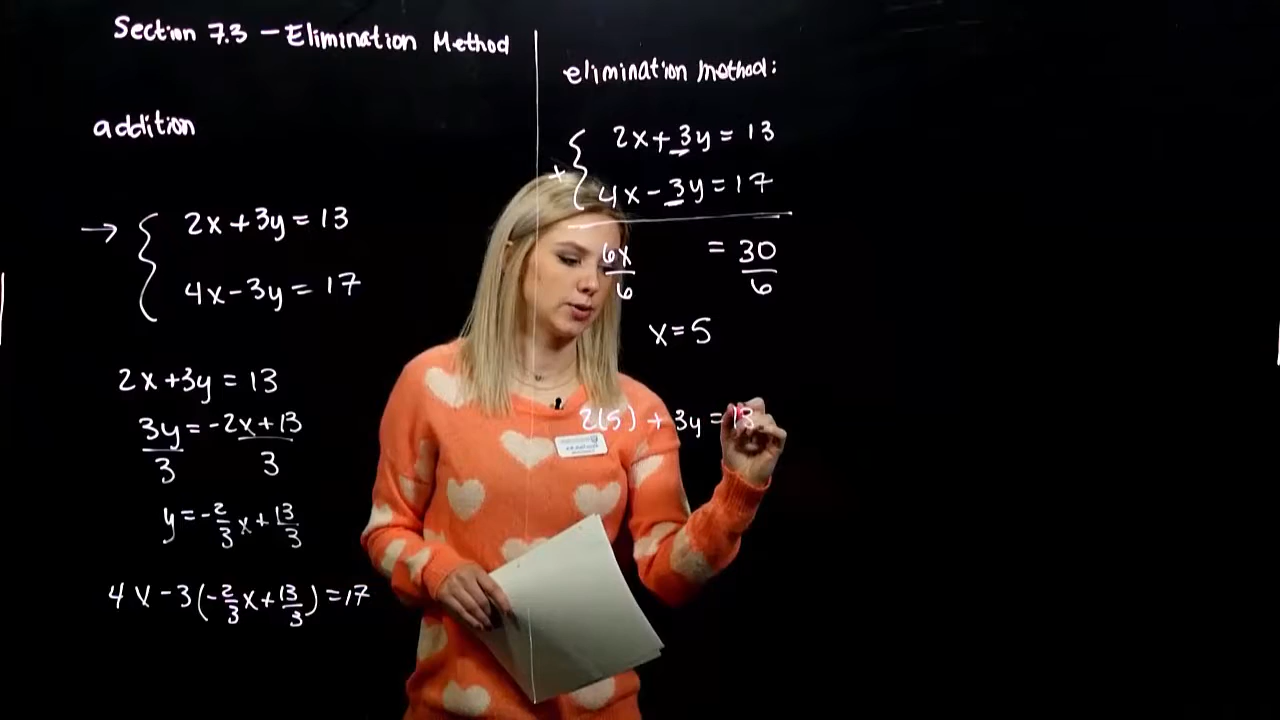 Section 7.3 - Elimination Method
addition
→ { 2x + 3y = 13
4x - 3y = 17
2x + 3y = 13
3y = -2x + 13
3 3
y = -2/3 x + 13/3
4x - 3(-2/3 x + 13/3) = 17
elimination method:
+ { 2x + 3y = 13
4x - 3y = 17
6x = 30
6 6
x = 5
2(5) + 3y = 13